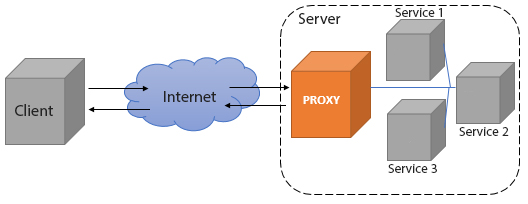 Server
Service 1
Client
Internet
PROXY
Service 2
Service 3